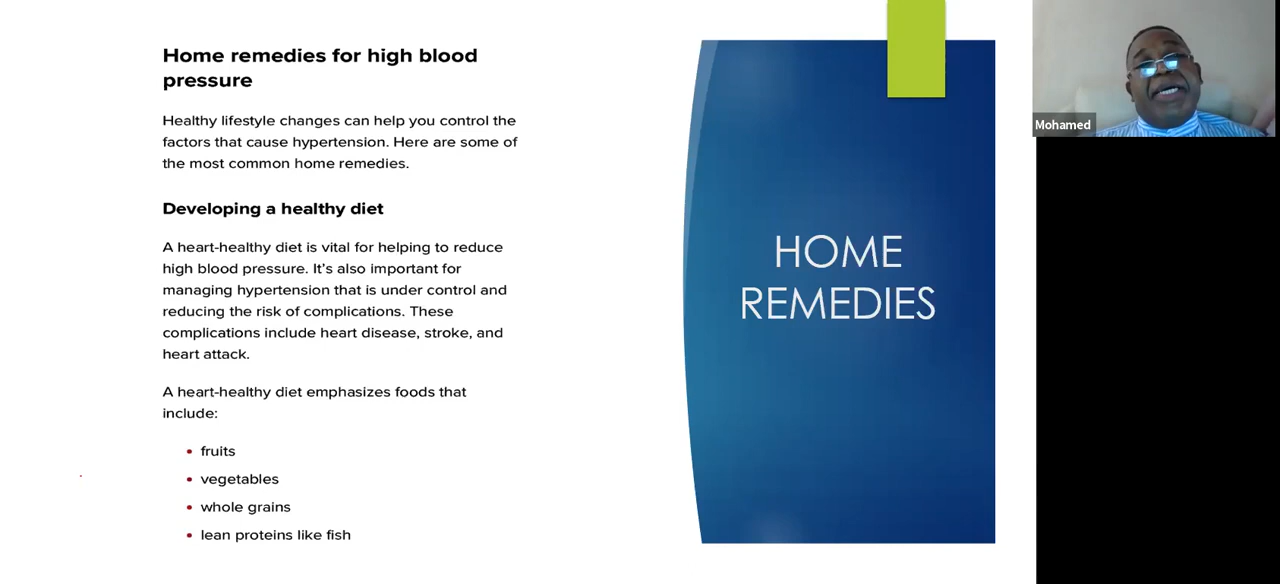 Home remedies for high blood
pressure
Healthy lifestyle changes can help you control the
factors that cause hypertension. Here are some of
the most common home remedies.
Developing a healthy diet
A heart-healthy diet is vital for helping to reduce
high blood pressure. It's also important for
managing hypertension that is under control and
reducing the risk of complications. These
complications include heart disease, stroke, and
heart attack.
A heart-healthy diet emphasizes foods that
include:
• fruits
• vegetables
• whole grains
• lean proteins like fish
HOME
REMEDIES
Mohamed